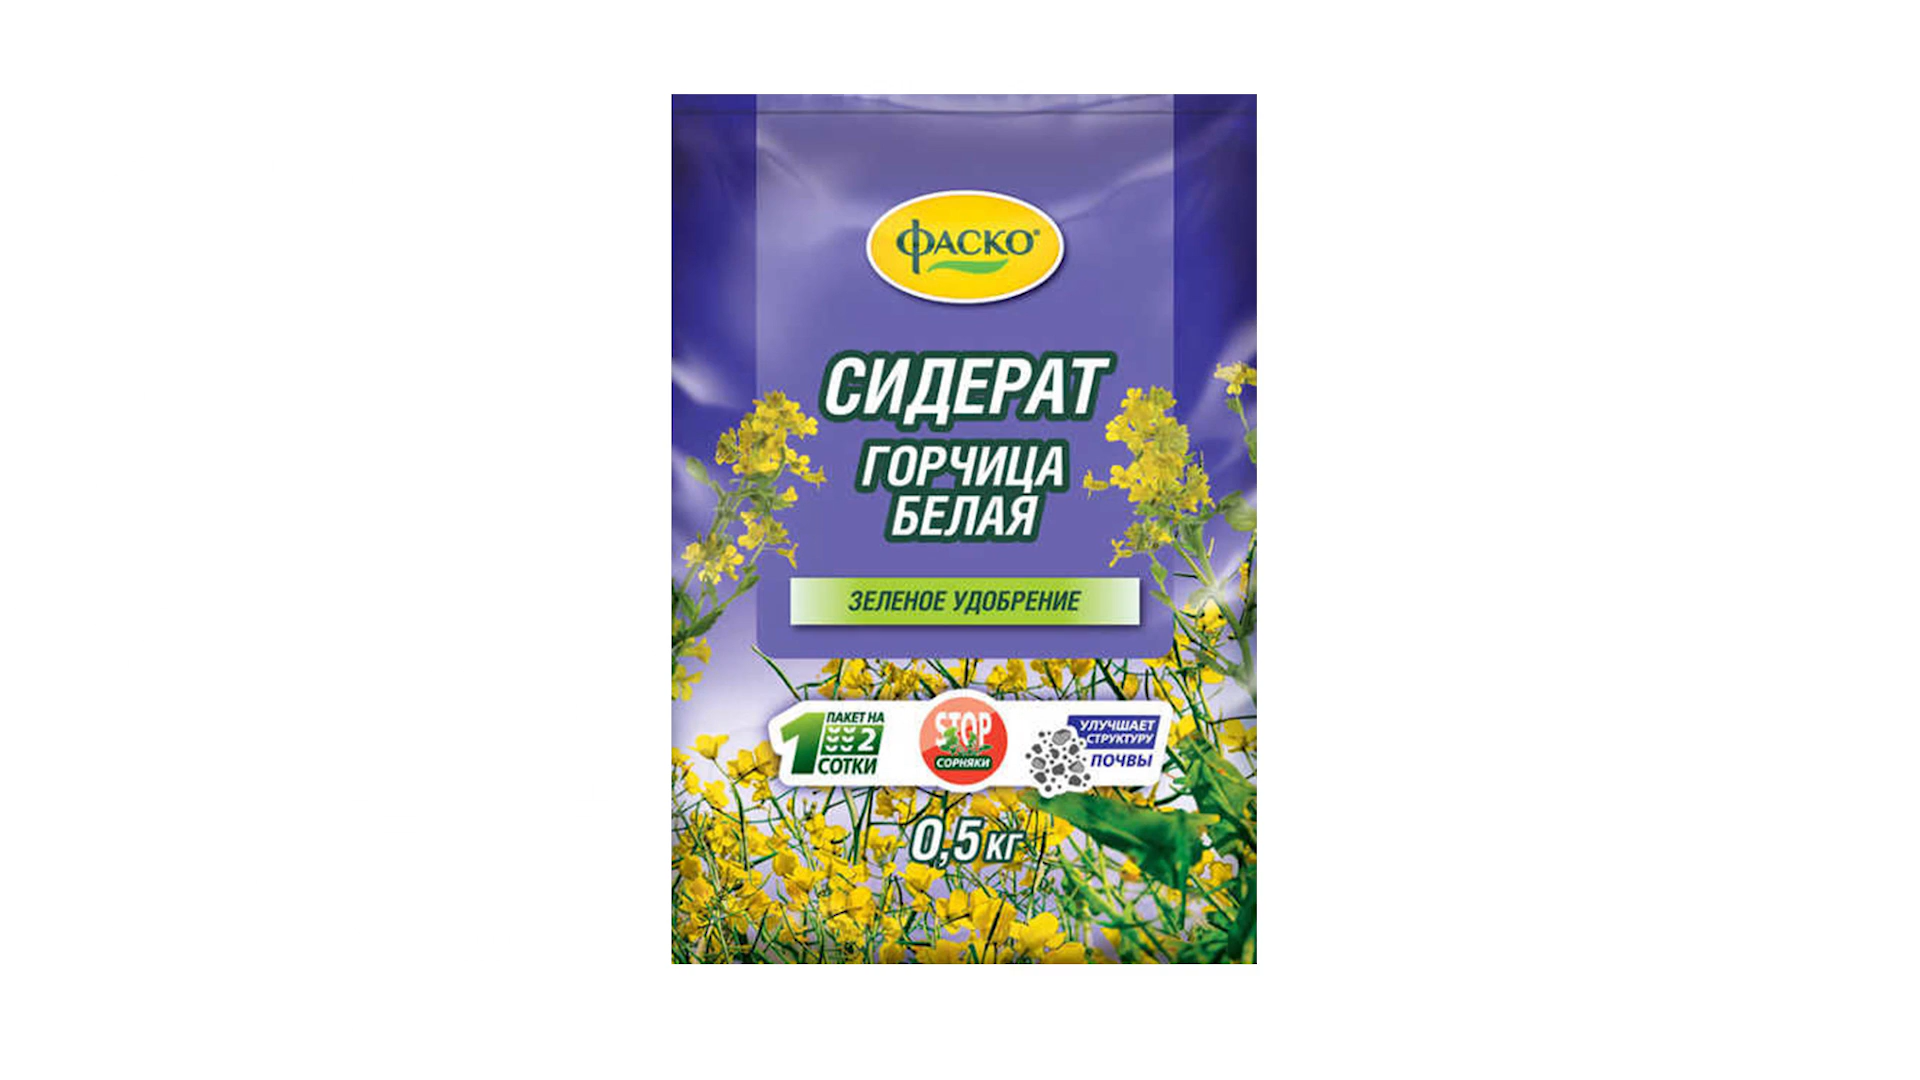 ФАСКО®
СИДЕРАТ
ГОРЧИЦА
БЕЛАЯ
ЗЕЛЕНОЕ УДОБРЕНИЕ
1 ПАКЕТ НА
2
СОТКИ
STOP
СОРНЯКИ
УЛУЧШАЕТ
СТРУКТУРУ
ПОЧВЫ
0,5 КГ